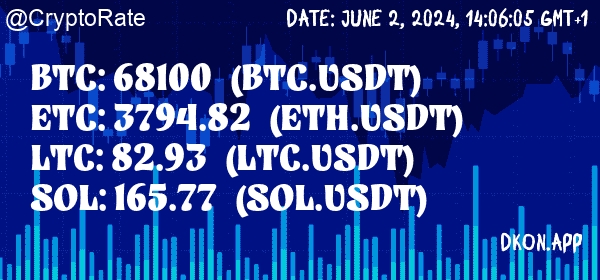 @CryptoRate
DATE: JUNE 2, 2024, 14:06:05 GMT+1
BTC: 68100 (BTC.USDT)
ETC: 3794.82 (ETH.USDT)
LTC: 82.93 (LTC.USDT)
SOL: 165.77 (SOL.USDT)
DKON.APP